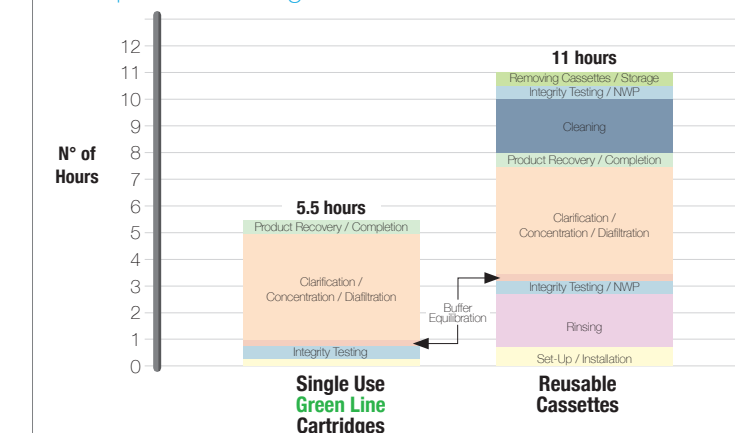 12
11
10
9
8
7
6
5
4
3
2
1
0
N° of
Hours
5.5 hours
Product Recovery / Completion
Clarification /
Concentration / Diafiltration
Integrity Testing
Buffer
Equilibration
11 hours
Removing Cassettes / Storage
Integrity Testing / NWP
Cleaning
Product Recovery / Completion
Clarification /
Concentration / Diafiltration
Integrity Testing / NWP
Rinsing
Set-Up / Installation
Single Use
Green Line
Cartridges
Reusable
Cassettes